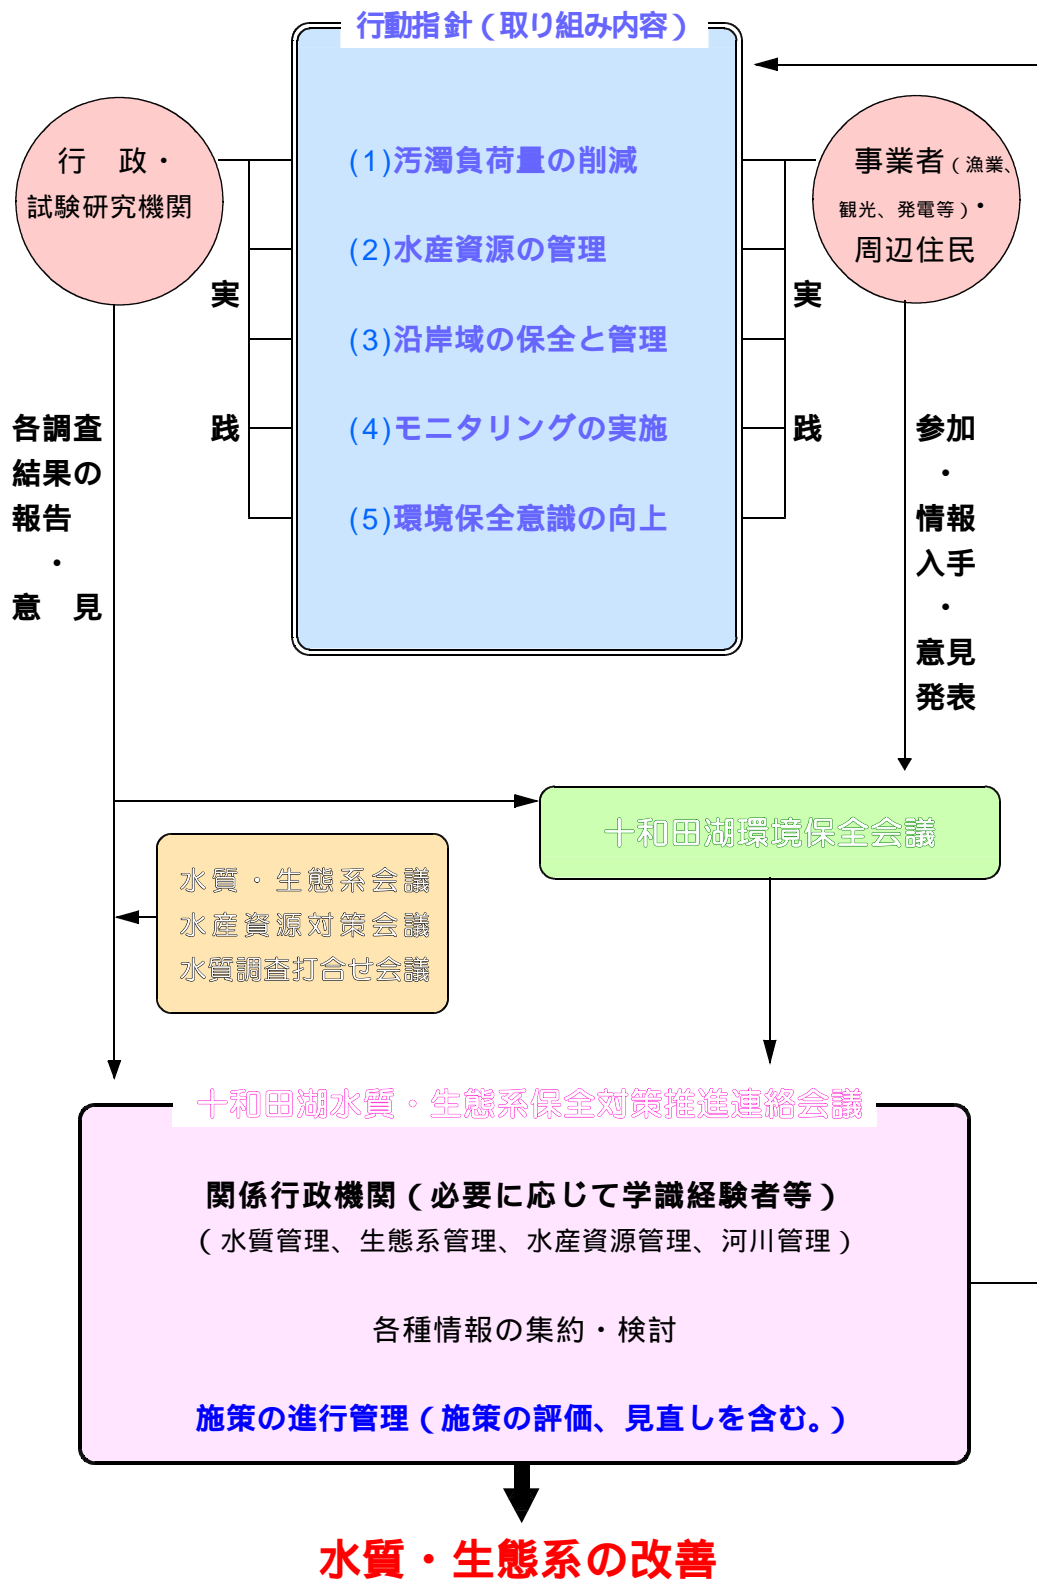 行動指針（取り組み内容）
行　政・
試験研究機関
(1)汚濁負荷量の削減
(2)水産資源の管理
(3)沿岸域の保全と管理
(4)モニタリングの実施
(5)環境保全意識の向上
事業者（漁業、
観光、発電等）・
周辺住民
実
践
実
践
各調査
結果の
報告
・
意　見
参加
・
情報
入手
・
意見
発表
十和田湖環境保全会議
水質・生態系会議
水産資源対策会議
水質調査打合せ会議
十和田湖水質・生態系保全対策推進連絡会議
関係行政機関（必要に応じて学識経験者等）
（水質管理、生態系管理、水産資源管理、河川管理）
各種情報の集約・検討
施策の進行管理（施策の評価、見直しを含む。）
水質・生態系の改善